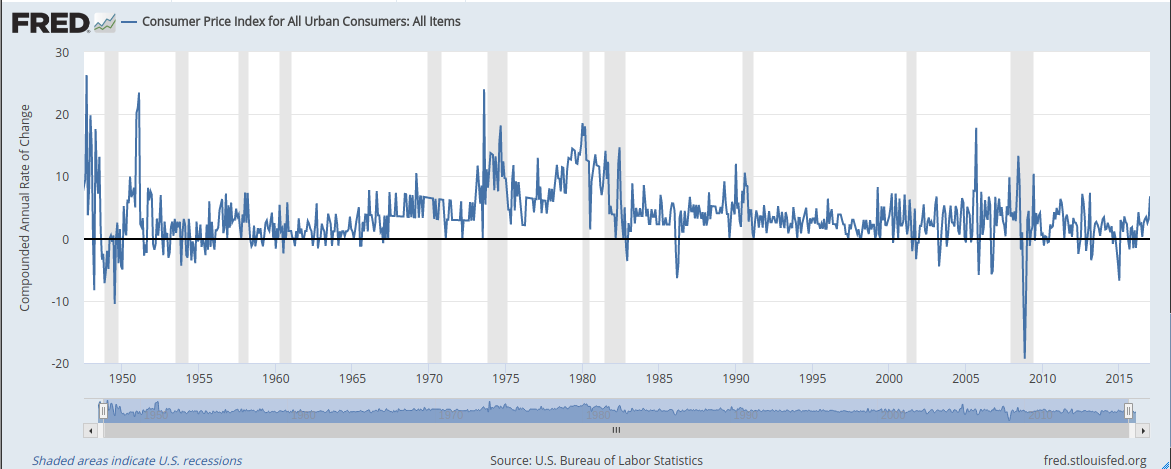 FRED — Consumer Price Index for All Urban Consumers: All Items
Compounded Annual Rate of Change
30
20
10
0
-10
-20
1950 1955 1960 1965 1970 1975 1980 1985 1990 1995 2000 2005 2010 2015
Shaded areas indicate U.S. recessions
Source: U.S. Bureau of Labor Statistics
fred.stlouisfed.org